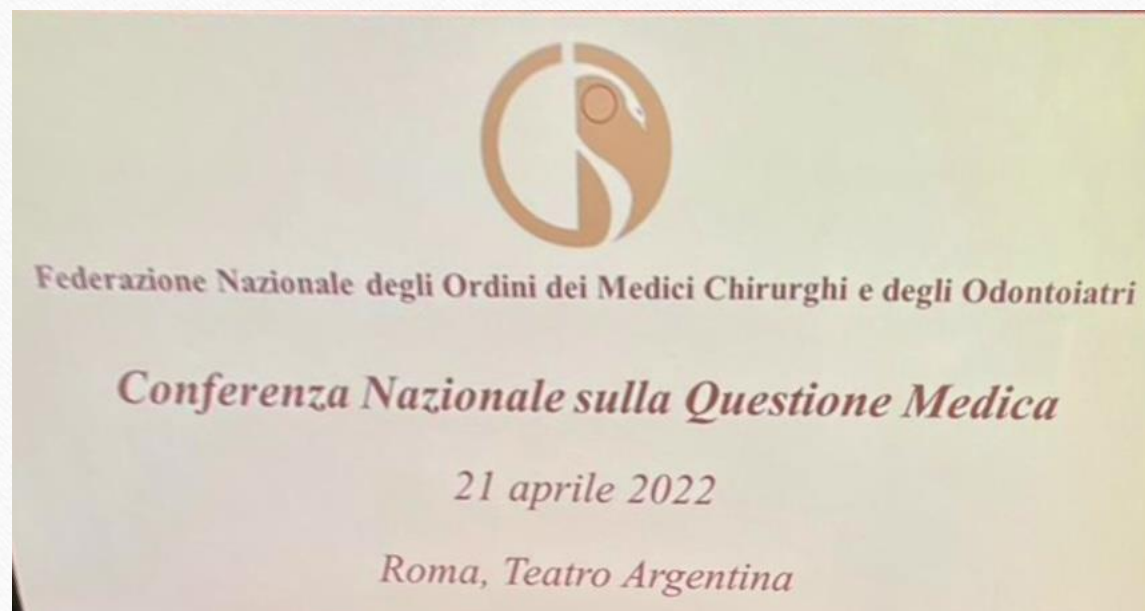 Federazione Nazionale degli Ordini dei Medici Chirurghi e degli Odontoiatri
Conferenza Nazionale sulla Questione Medica
21 aprile 2022
Roma, Teatro Argentina